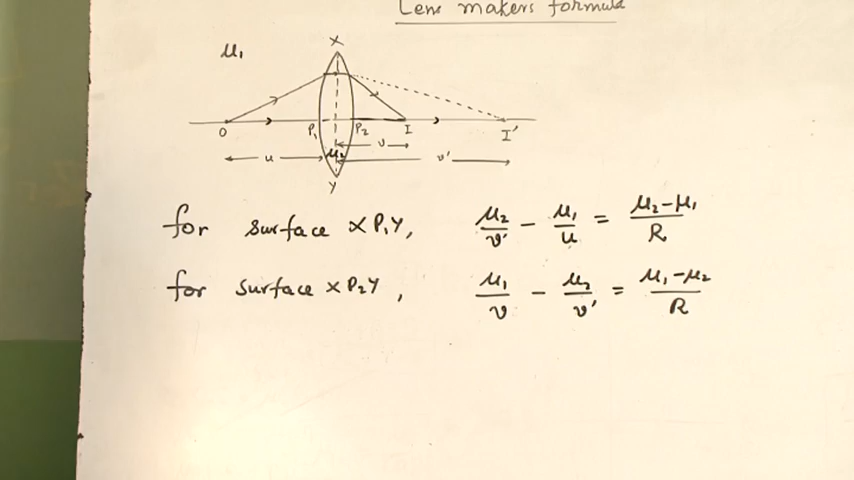 Lens makers formula
μ₁
X
O P₁ P₂ I I'
μ₂ v
u v'
Y
for surface XP₁Y, μ₂/v' - μ₁/u = μ₂-μ₁/R
for surface XP₂Y, μ₁/v - μ₂/v' = μ₁-μ₂/R